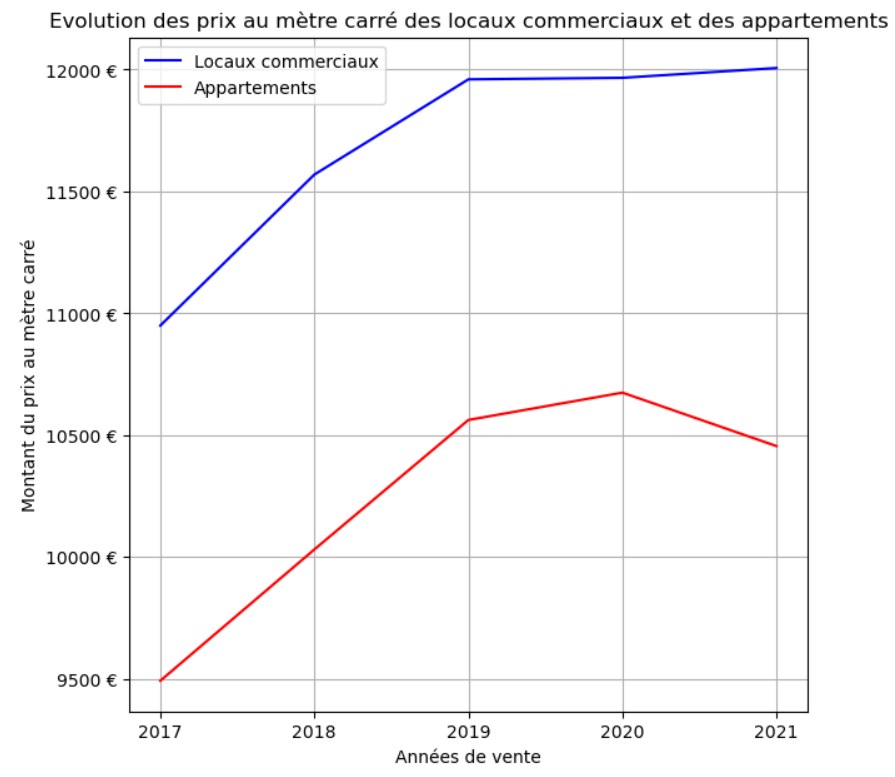 Evolution des prix au mètre carré des locaux commerciaux et des appartements
Locaux commerciaux
Appartements
12000 €
11500 €
11000 €
10500 €
10000 €
9500 €
Montant du prix au mètre carré
2017 2018 2019 2020 2021
Années de vente